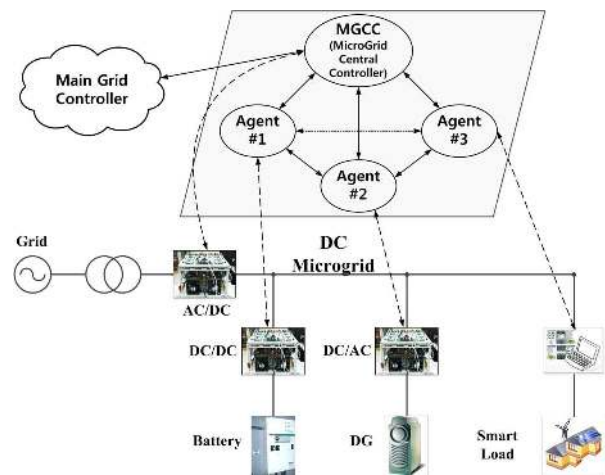 MGCC
(MicroGrid
Central
Controller)
Main Grid
Controller
Agent
#1
Agent
#3
Agent
#2
Grid
DC
Microgrid
AC/DC
DC/DC
DC/AC
Battery
DG
Smart
Load